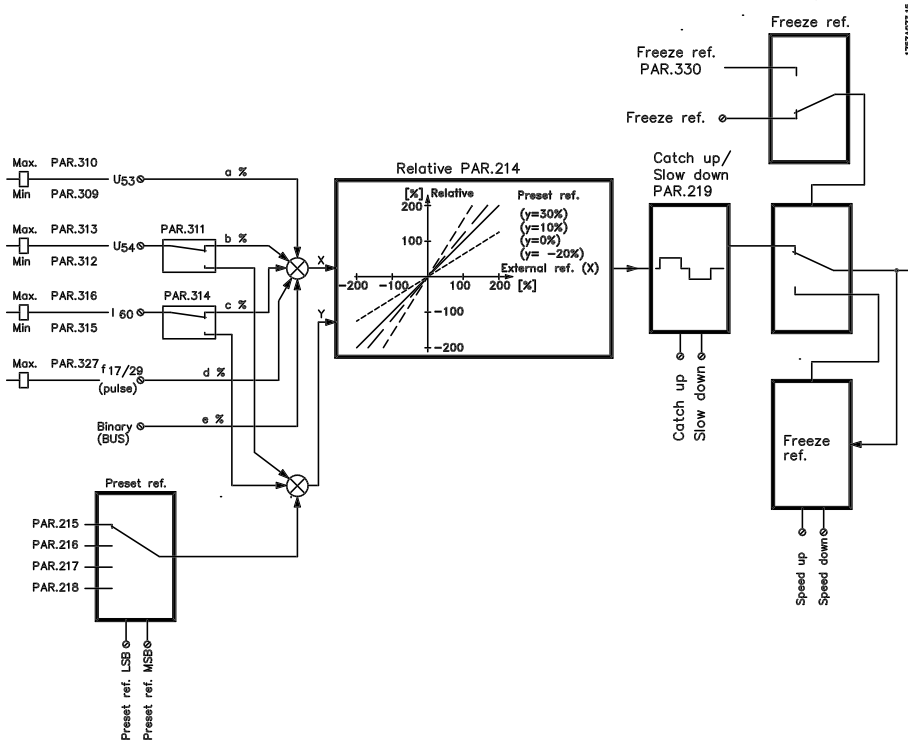 Freeze ref.
Freeze ref.
PAR.330
Freeze ref.
Catch up/
Slow down
PAR.219
Max. PAR.310
Min PAR.309
U53
a %
Max. PAR.313
Min PAR.312
U54
PAR.311
b %
Max. PAR.316
Min PAR.315
I 60
PAR.314
c %
Max. PAR.327
f17/29
(pulse)
d %
Binary
(BUS)
e %
X
Y
Relative PAR.214
[%] Relative
200
100
-200 -100 100 200
-100
-200
[%]
External ref. (X)
Preset ref.
(y=30%)
(y=10%)
(y=0%)
(y= -20%)
Catch up
Slow down
Freeze
ref.
Speed up
Speed down
Preset ref.
PAR.215
PAR.216
PAR.217
PAR.218
Preset ref. LSB
Preset ref. MSB